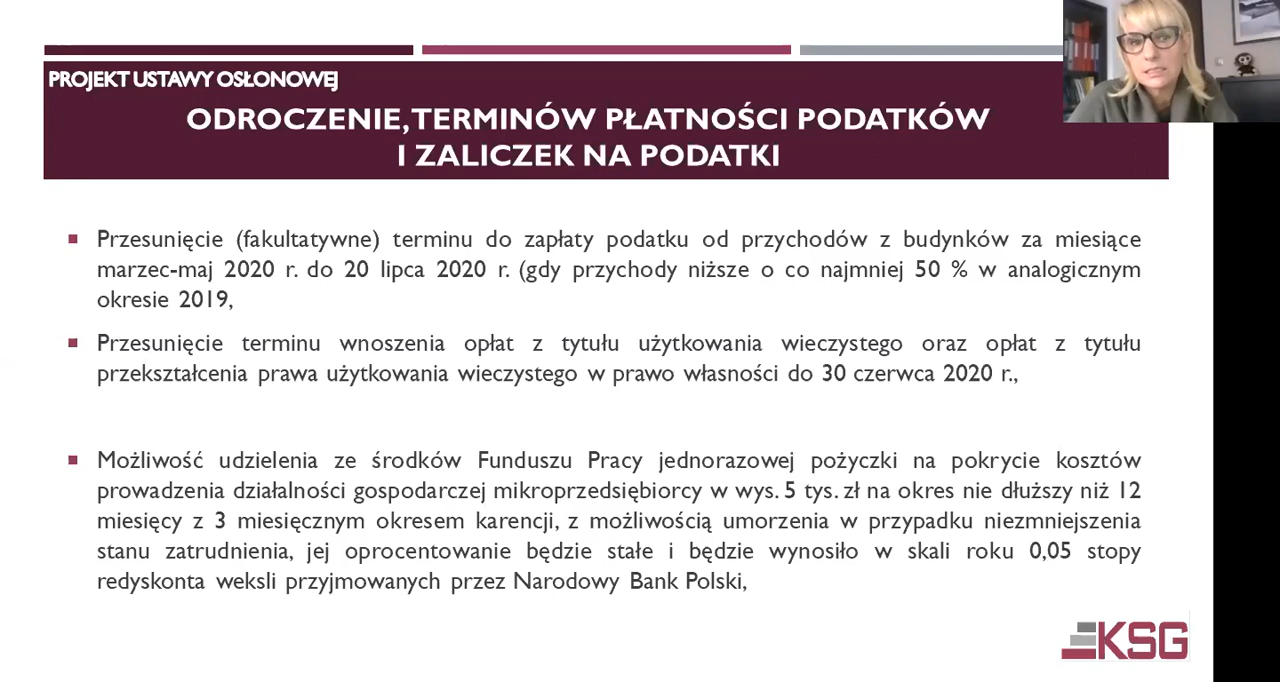 PROJEKT USTAWY OSŁONOWEJ
ODROCZENIE, TERMINÓW PŁATNOŚCI PODATKÓW
I ZALICZEK NA PODATKI
Przesunięcie (fakultatywne) terminu do zapłaty podatku od przychodów z budynków za miesiące
marzec-maj 2020 r. do 20 lipca 2020 r. (gdy przychody niższe o co najmniej 50 % w analogicznym
okresie 2019,
Przesunięcie terminu wnoszenia opłat z tytułu użytkowania wieczystego oraz opłat z tytułu
przekształcenia prawa użytkowania wieczystego w prawo własności do 30 czerwca 2020 r.,
Możliwość udzielenia ze środków Funduszu Pracy jednorazowej pożyczki na pokrycie kosztów
prowadzenia działalności gospodarczej mikroprzedsiębiorcy w wys. 5 tys. zł na okres nie dłuższy niż 12
miesięcy z 3 miesięcznym okresem karencji, z możliwością umorzenia w przypadku niezmniejszenia
stanu zatrudnienia, jej oprocentowanie będzie stałe i będzie wynosiło w skali roku 0,05 stopy
redyskonta weksli przyjmowanych przez Narodowy Bank Polski,
KSG